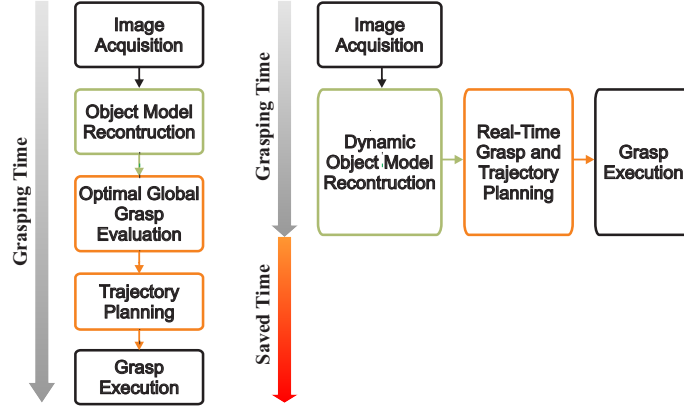 Grasping Time
Image
Acquisition
Object Model
Recontruction
Optimal Global
Grasp
Evaluation
Trajectory
Planning
Grasp
Execution
Grasping Time
Saved Time
Image
Acquisition
Dynamic
Object Model
Recontruction
Real-Time
Grasp and
Trajectory
Planning
Grasp
Execution